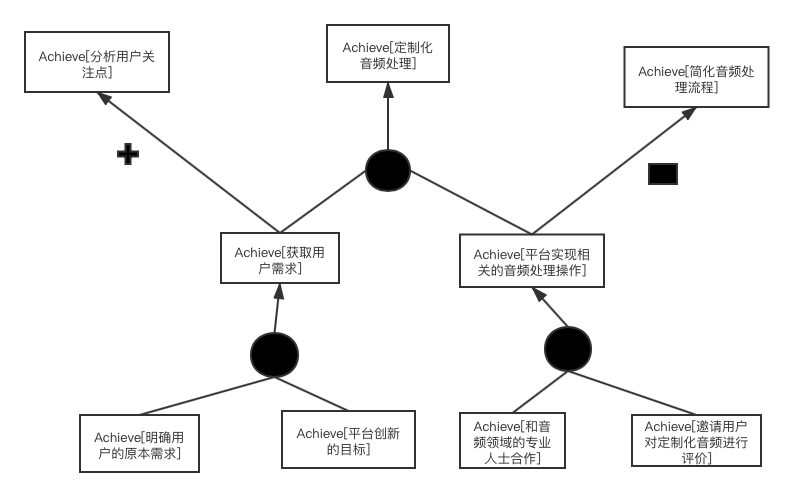 Achieve[分析用户关
注点]
Achieve[定制化
音频处理]
Achieve[简化音频处
理流程]
Achieve[获取用
户需求]
Achieve[平台实现相
关的音频处理操作]
Achieve[明确用
户的原本需求]
Achieve[平台创新
的目标]
Achieve[和音
频领域的专业
人士合作]
Achieve[邀请用户
对定制化音频进行
评价]